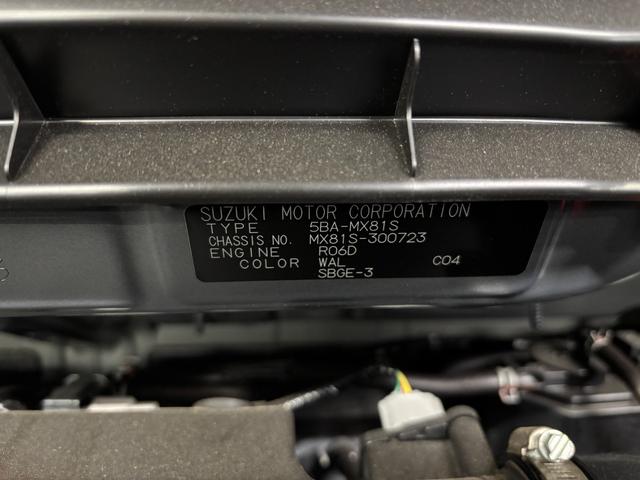 SUZUKI MOTOR CORPORATION
TYPE 5BA-MX81S
CHASSIS NO. MX81S-300723
ENGINE R06D
COLOR WAL C04
SBGE-3